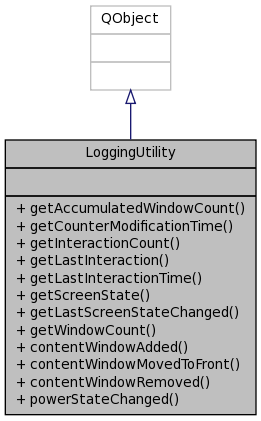 QObject
LoggingUtility
+ getAccumulatedWindowCount()
+ getCounterModificationTime()
+ getInteractionCount()
+ getLastInteraction()
+ getLastInteractionTime()
+ getScreenState()
+ getLastScreenStateChanged()
+ getWindowCount()
+ contentWindowAdded()
+ contentWindowMovedToFront()
+ contentWindowRemoved()
+ powerStateChanged()